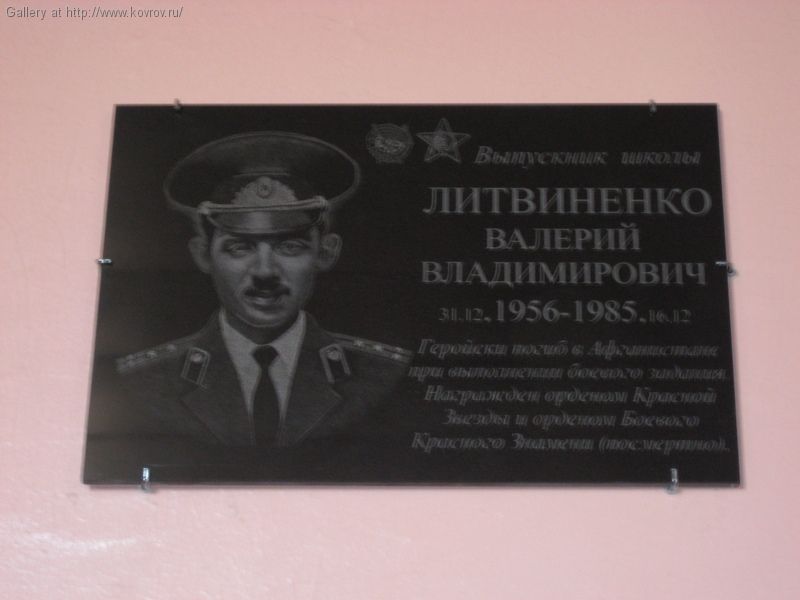 Gallery at http://www.kovrov.ru/
Выпускник школы
ЛИТВИНЕНКО
ВАЛЕРИЙ
ВЛАДИМИРОВИЧ
31.12.1956-1985.16.12
Геройски погиб в Афганистане
при выполнении боевого задания.
Награжден орденом Красной
Звезды и орденом Боевого
Красного Знамени (посмертно).